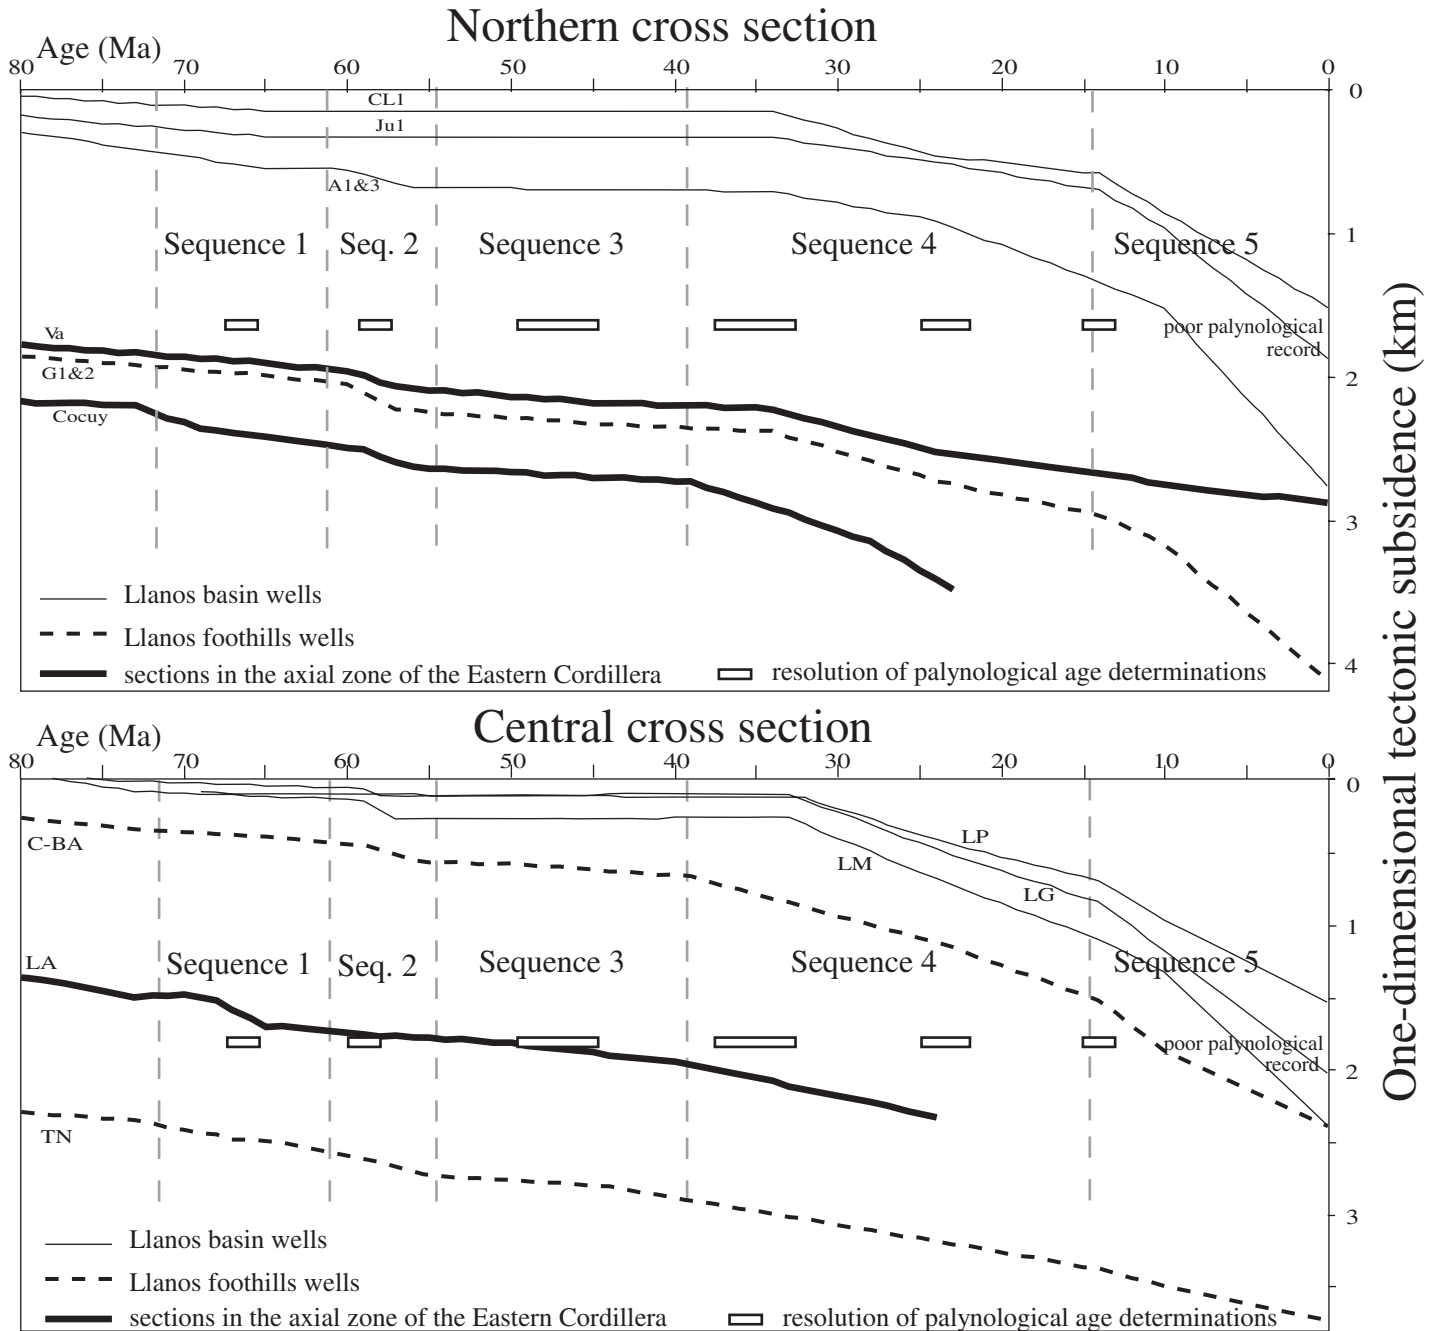 Northern cross section
Age (Ma)
80 70 60 50 40 30 20 10 0
0
CL1
Ju1
A1&3
1
Sequence 1 Seq. 2 Sequence 3 Sequence 4 Sequence 5
poor palynological
record
Va
G1&2
2
Cocuy
3
Llanos basin wells
Llanos foothills wells
4
sections in the axial zone of the Eastern Cordillera resolution of palynological age determinations
One-dimensional tectonic subsidence (km)
Central cross section
Age (Ma)
80 70 60 50 40 30 20 10 0
0
C-BA
LP
LM
LG
1
LA
Sequence 1 Seq. 2 Sequence 3 Sequence 4 Sequence 5
poor palynological
record
2
TN
3
Llanos basin wells
Llanos foothills wells
sections in the axial zone of the Eastern Cordillera resolution of palynological age determinations